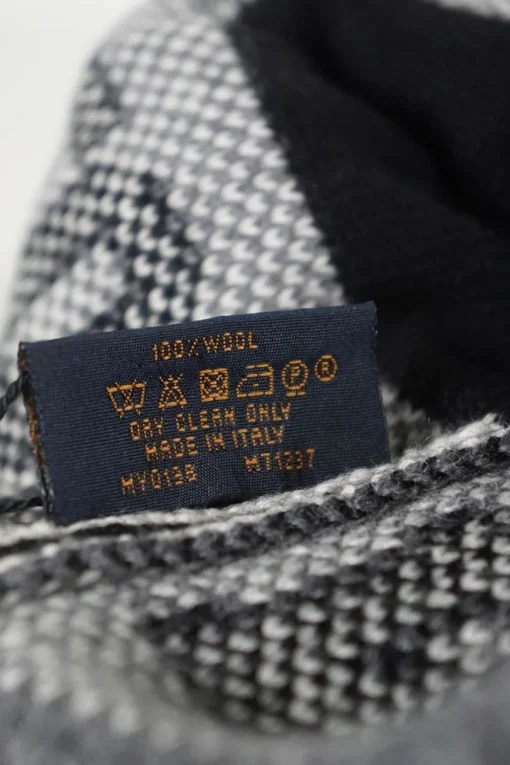 100% WOOL
DRY CLEAN ONLY
MADE IN ITALY
MY0198 MT1237